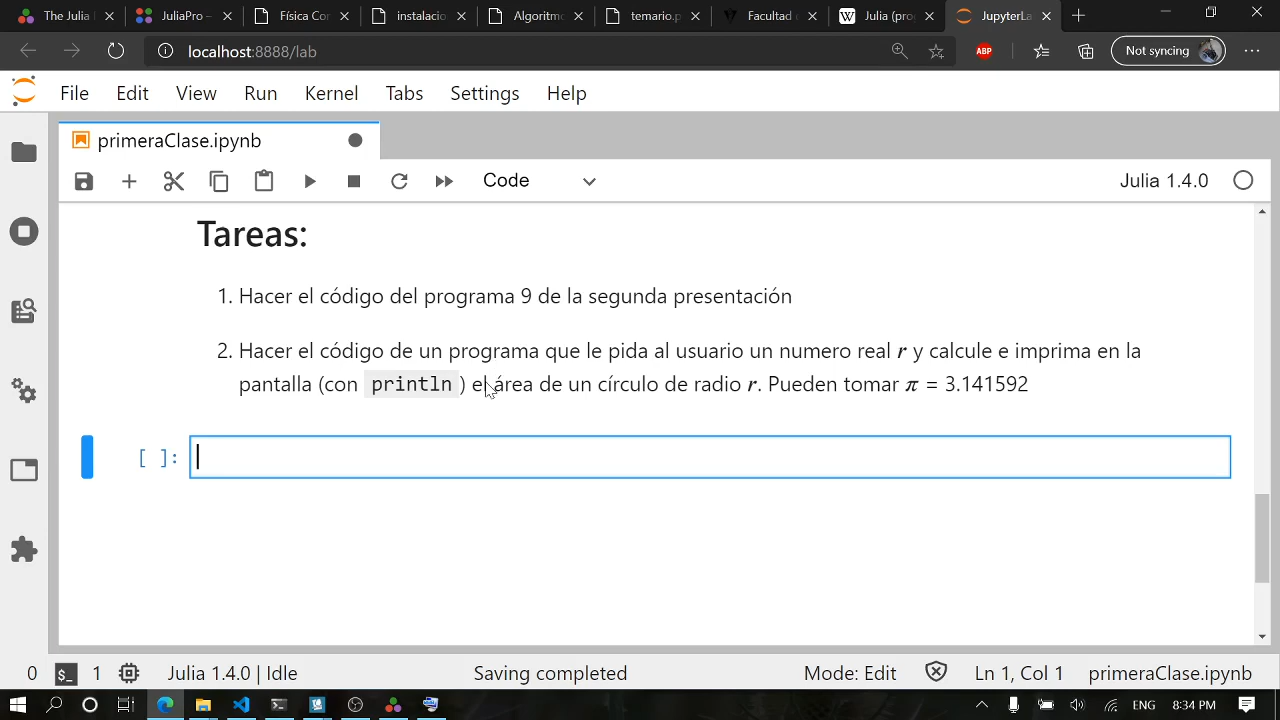 The Julia
JuliaPro –
Física Cor
instalacio
Algoritmo
temario.p
Facultad
Julia (pro
JupyterLa
localhost:8888/lab
ABP
Not syncing
File Edit View Run Kernel Tabs Settings Help
primeraClase.ipynb
Code
Julia 1.4.0
Tareas:
1. Hacer el código del programa 9 de la segunda presentación
2. Hacer el código de un programa que le pida al usuario un numero real r y calcule e imprima en la
pantalla (con println ) el área de un círculo de radio r. Pueden tomar π = 3.141592
[ ]:
0 $_ 1 Julia 1.4.0 | Idle Saving completed Mode: Edit Ln 1, Col 1 primeraClase.ipynb
ENG 8:34 PM